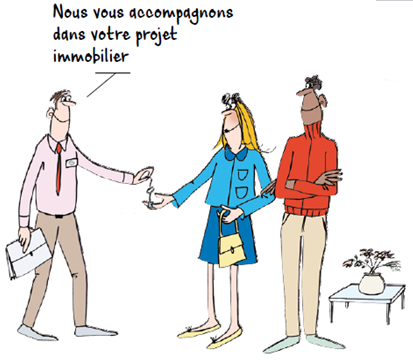 Nous vous accompagnons
dans votre projet
immobilier